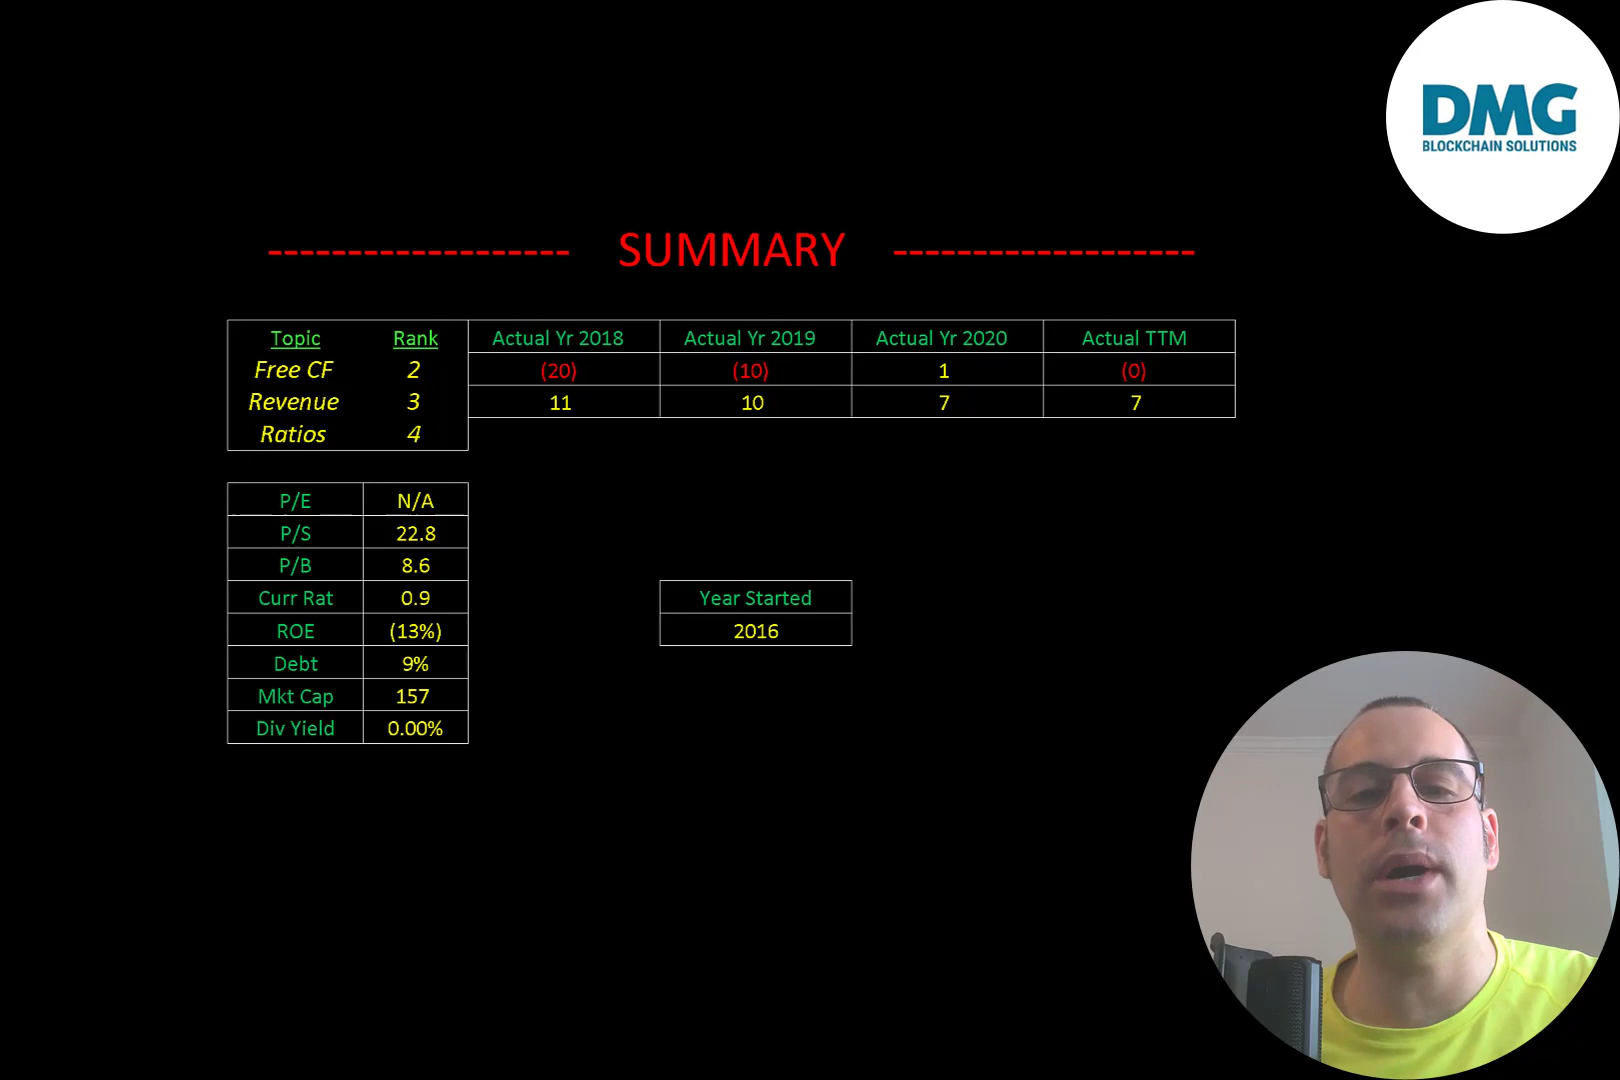 DMG
BLOCKCHAIN SOLUTIONS
------------------- SUMMARY -------------------
Topic Rank Actual Yr 2018 Actual Yr 2019 Actual Yr 2020 Actual TTM
Free CF 2 (20) (10) 1 (0)
Revenue 3 11 10 7 7
Ratios 4
P/E N/A
P/S 22.8
P/B 8.6
Curr Rat 0.9
Year Started
ROE (13%)
2016
Debt 9%
Mkt Cap 157
Div Yield 0.00%